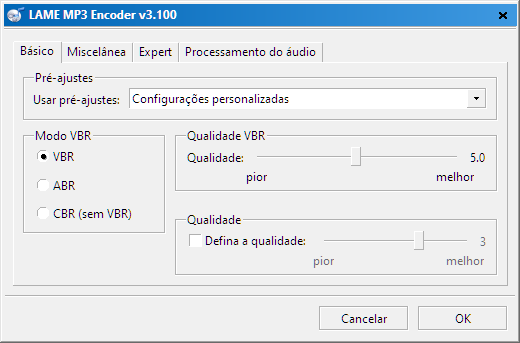 LAME MP3 Encoder v3.100
Básico Miscelânea Expert Processamento do áudio
Pré-ajustes
Usar pré-ajustes: Configurações personalizadas
Modo VBR
VBR
ABR
CBR (sem VBR)
Qualidade VBR
Qualidade: 5.0
pior melhor
Qualidade
Defina a qualidade: 3
pior melhor
Cancelar OK